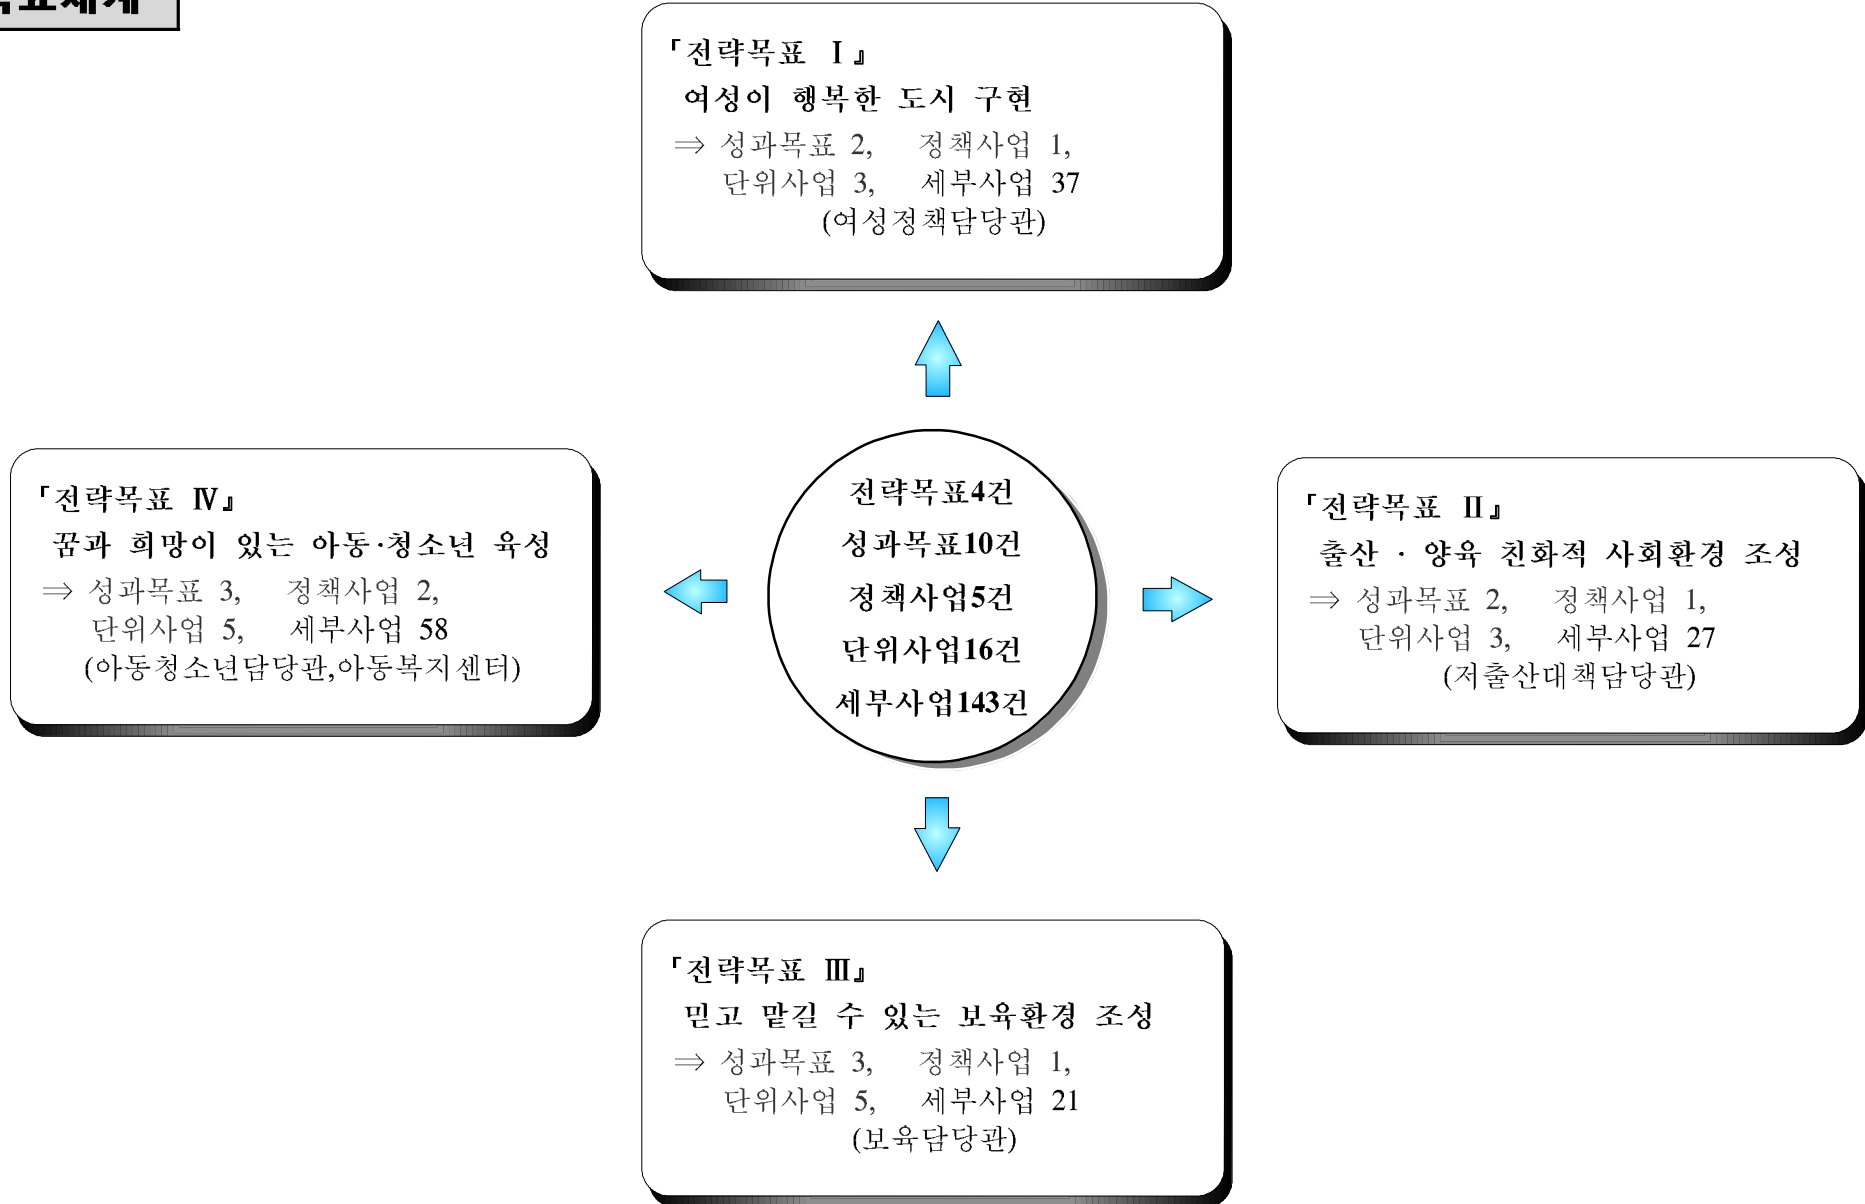 『전략목표 Ⅰ』
여성이 행복한 도시 구현
⇒ 성과목표 2, 정책사업 1,
단위사업 3, 세부사업 37
(여성정책담당관)
『전략목표 Ⅳ』
꿈과 희망이 있는 아동·청소년 육성
⇒ 성과목표 3, 정책사업 2,
단위사업 5, 세부사업 58
(아동청소년담당관,아동복지센터)
전략목표4건
성과목표10건
정책사업5건
단위사업16건
세부사업143건
『전략목표 Ⅱ』
출산 · 양육 친화적 사회환경 조성
⇒ 성과목표 2, 정책사업 1,
단위사업 3, 세부사업 27
(저출산대책담당관)
『전략목표 Ⅲ』
믿고 맡길 수 있는 보육환경 조성
⇒ 성과목표 3, 정책사업 1,
단위사업 5, 세부사업 21
(보육담당관)